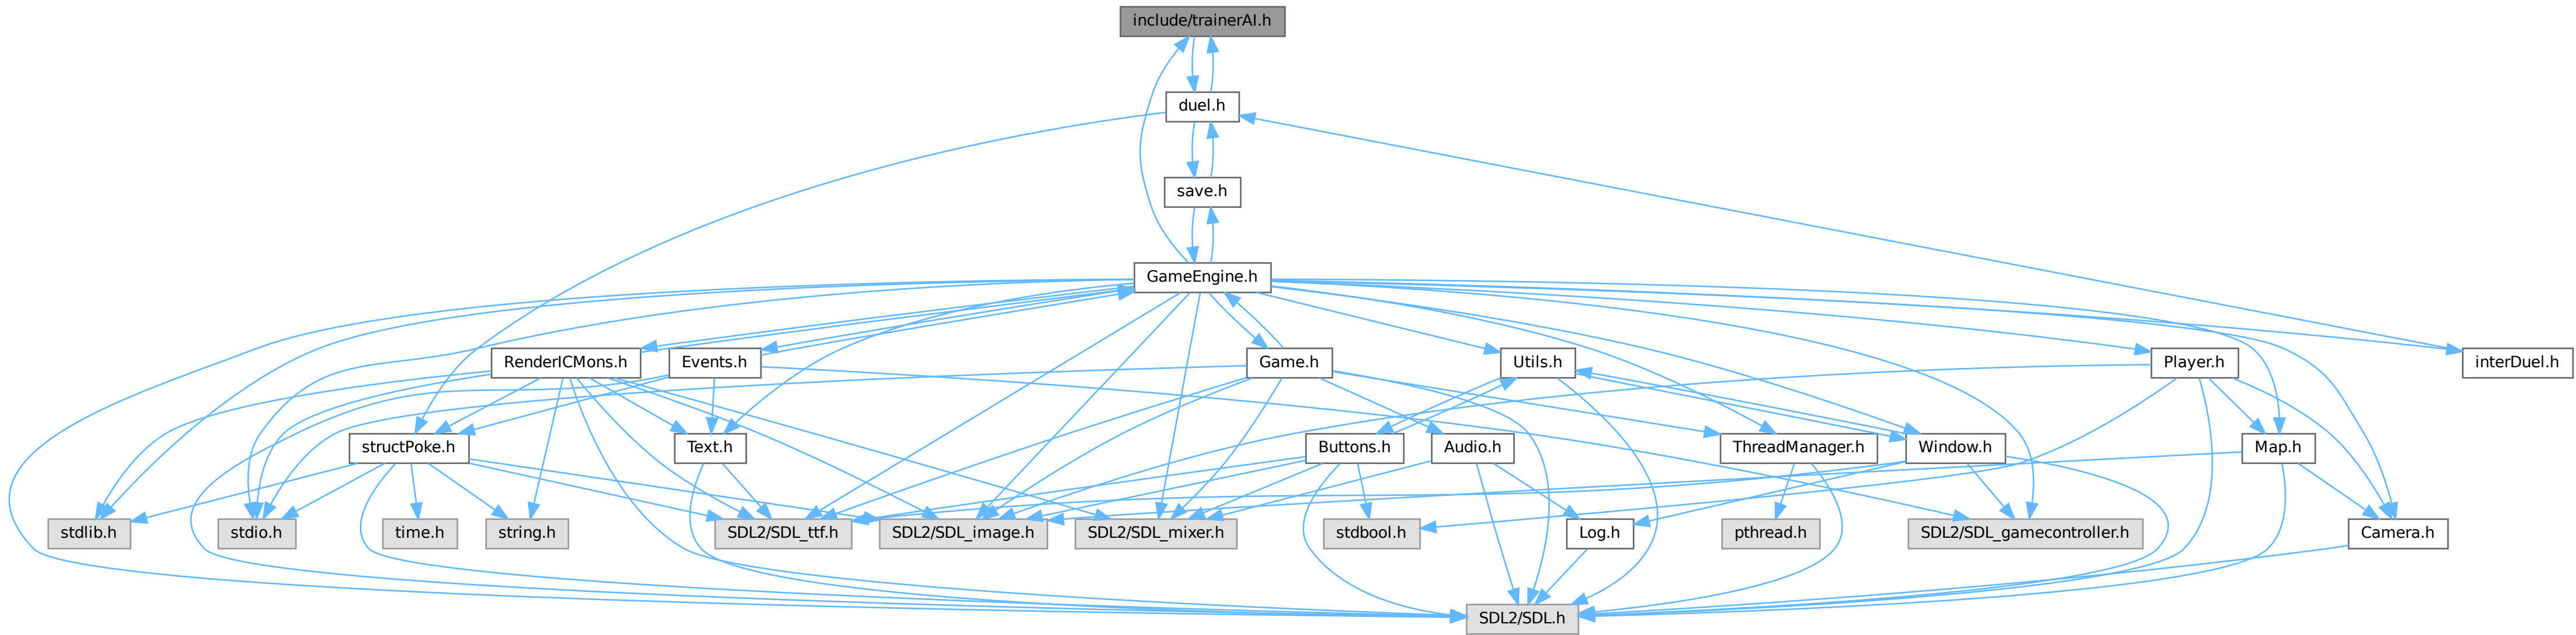 include/trainerAI.h
duel.h
save.h
GameEngine.h
RenderICMons.h
Events.h
Game.h
Utils.h
Player.h
interDuel.h
structPoke.h
Text.h
Buttons.h
Audio.h
ThreadManager.h
Window.h
Map.h
stdlib.h
stdio.h
time.h
string.h
SDL2/SDL_ttf.h
SDL2/SDL_image.h
SDL2/SDL_mixer.h
stdbool.h
Log.h
pthread.h
SDL2/SDL_gamecontroller.h
Camera.h
SDL2/SDL.h